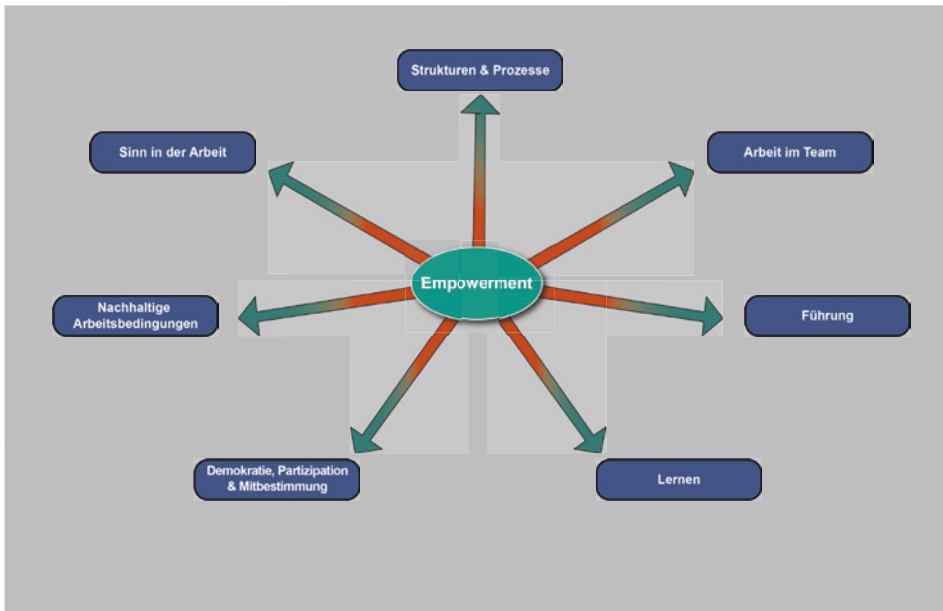 Strukturen & Prozesse
Sinn in der Arbeit
Arbeit im Team
Empowerment
Nachhaltige
Arbeitsbedingungen
Führung
Demokratie, Partizipation
& Mitbestimmung
Lernen